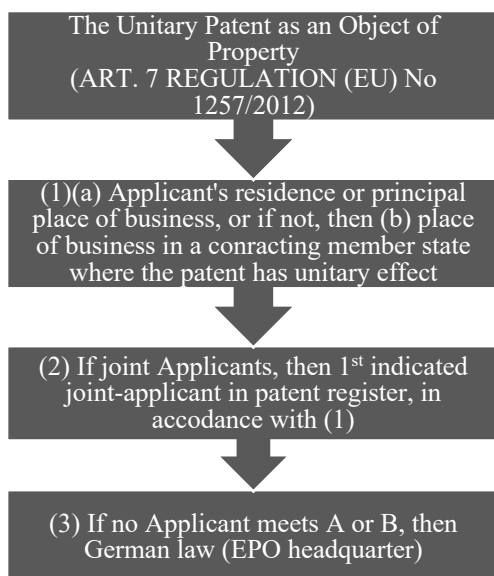 The Unitary Patent as an Object of
Property
(ART. 7 REGULATION (EU) No
1257/2012)
(1)(a) Applicant's residence or principal
place of business, or if not, then (b) place
of business in a conracting member state
where the patent has unitary effect
(2) If joint Applicants, then 1st indicated
joint-applicant in patent register, in
accodance with (1)
(3) If no Applicant meets A or B, then
German law (EPO headquarter)